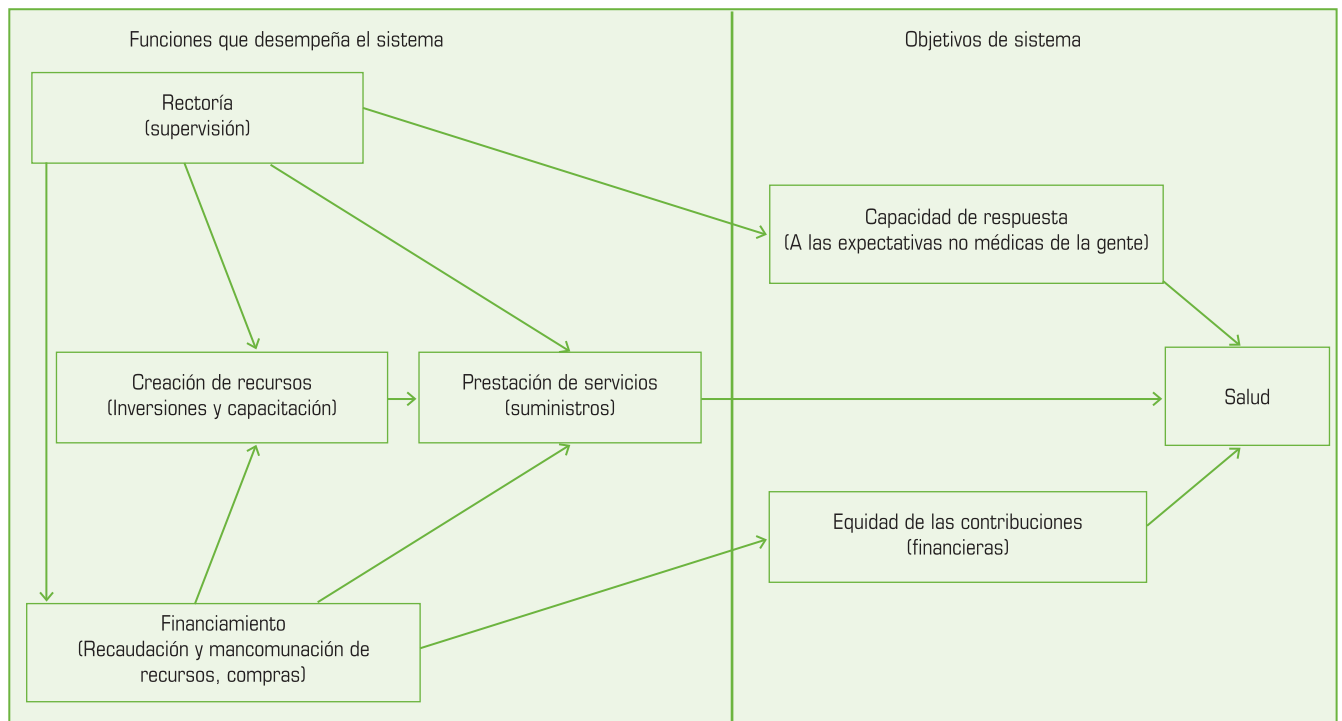 Funciones que desempeña el sistema
Objetivos de sistema
Rectoría
(supervisión)
Capacidad de respuesta
(A las expectativas no médicas de la gente)
Creación de recursos
(Inversiones y capacitación)
Prestación de servicios
(suministros)
Salud
Equidad de las contribuciones
(financieras)
Financiamiento
(Recaudación y mancomunación de
recursos, compras)